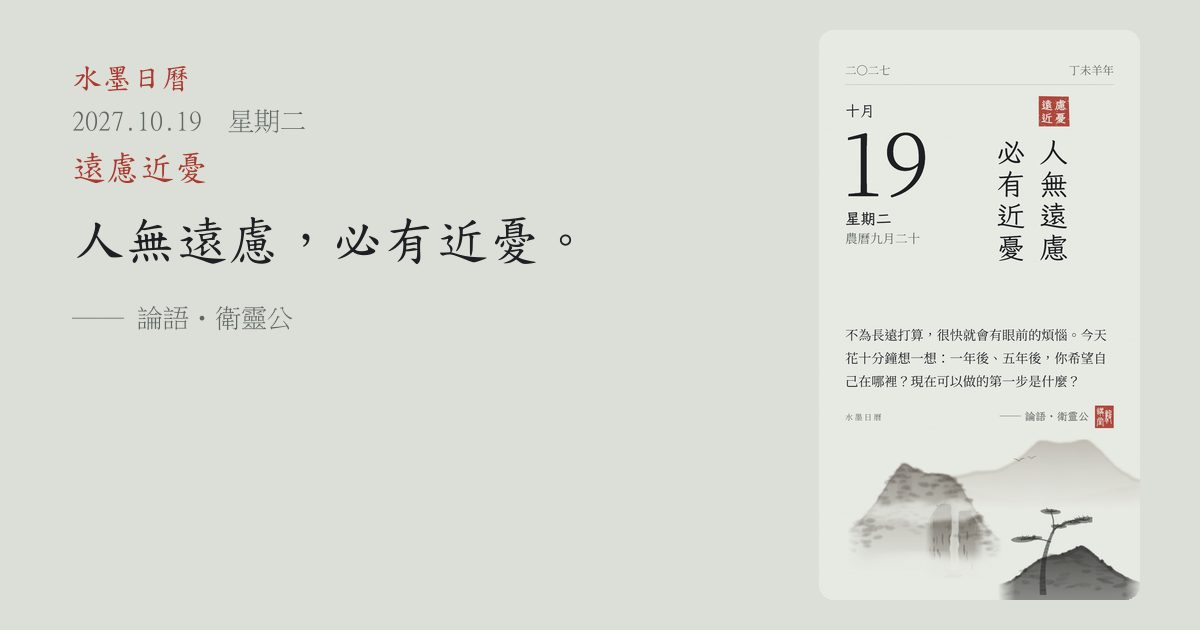 水墨日曆
2027.10.19　星期二
遠慮近憂
人無遠慮，必有近憂。
—— 論語・衛靈公
二〇二七
丁未羊年
十月
19
星期二
農曆九月二十
遠慮
近憂
人無遠慮
必有近憂
不為長遠打算，很快就會有眼前的煩惱。今天
花十分鐘想一想：一年後、五年後，你希望自
己在哪裡？現在可以做的第一步是什麼？
水墨日曆
—— 論語・衛靈公